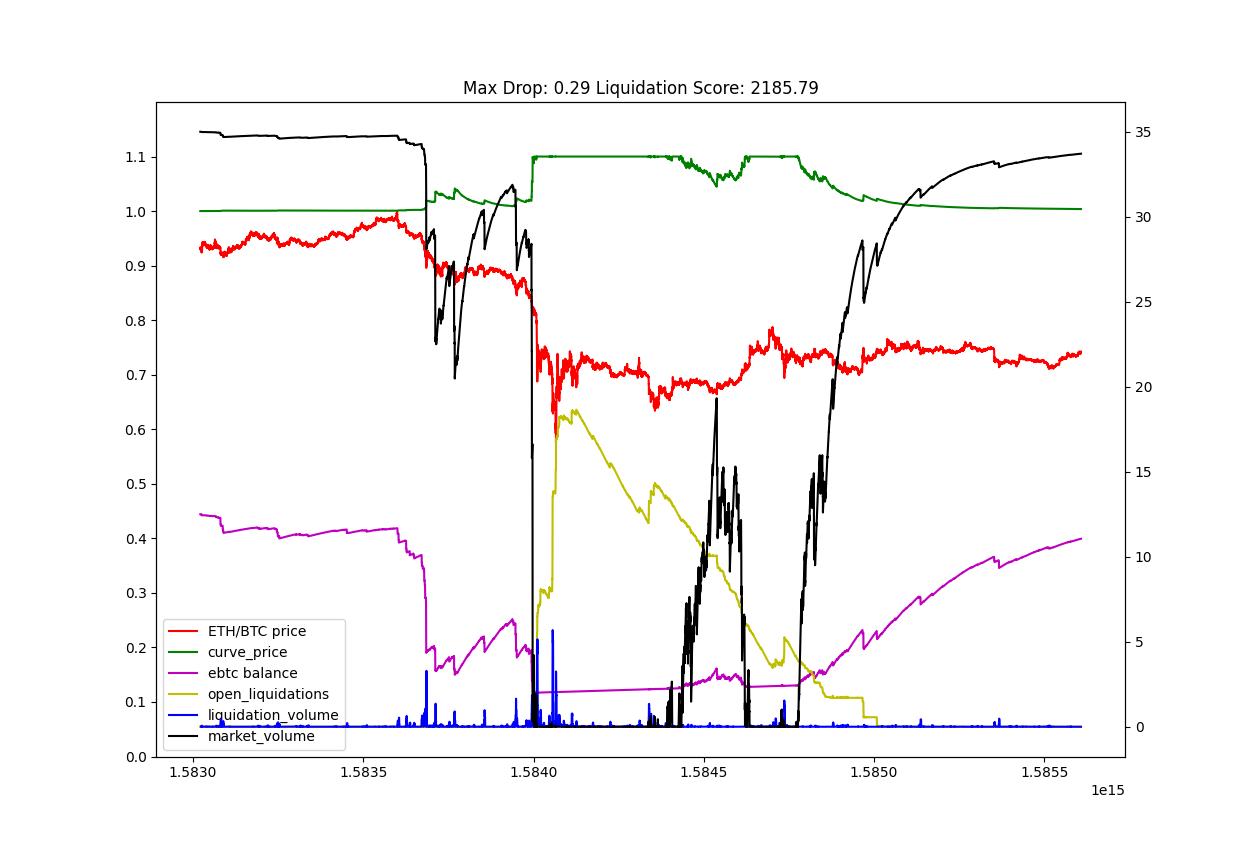 Max Drop: 0.29 Liquidation Score: 2185.79
1.1
1.0
0.9
0.8
0.7
0.6
0.5
0.4
0.3
0.2
0.1
0.0
35
30
25
20
15
10
5
0
ETH/BTC price
curve_price
ebtc balance
open_liquidations
liquidation_volume
market_volume
1.5830 1.5835 1.5840 1.5845 1.5850 1.5855
1e15